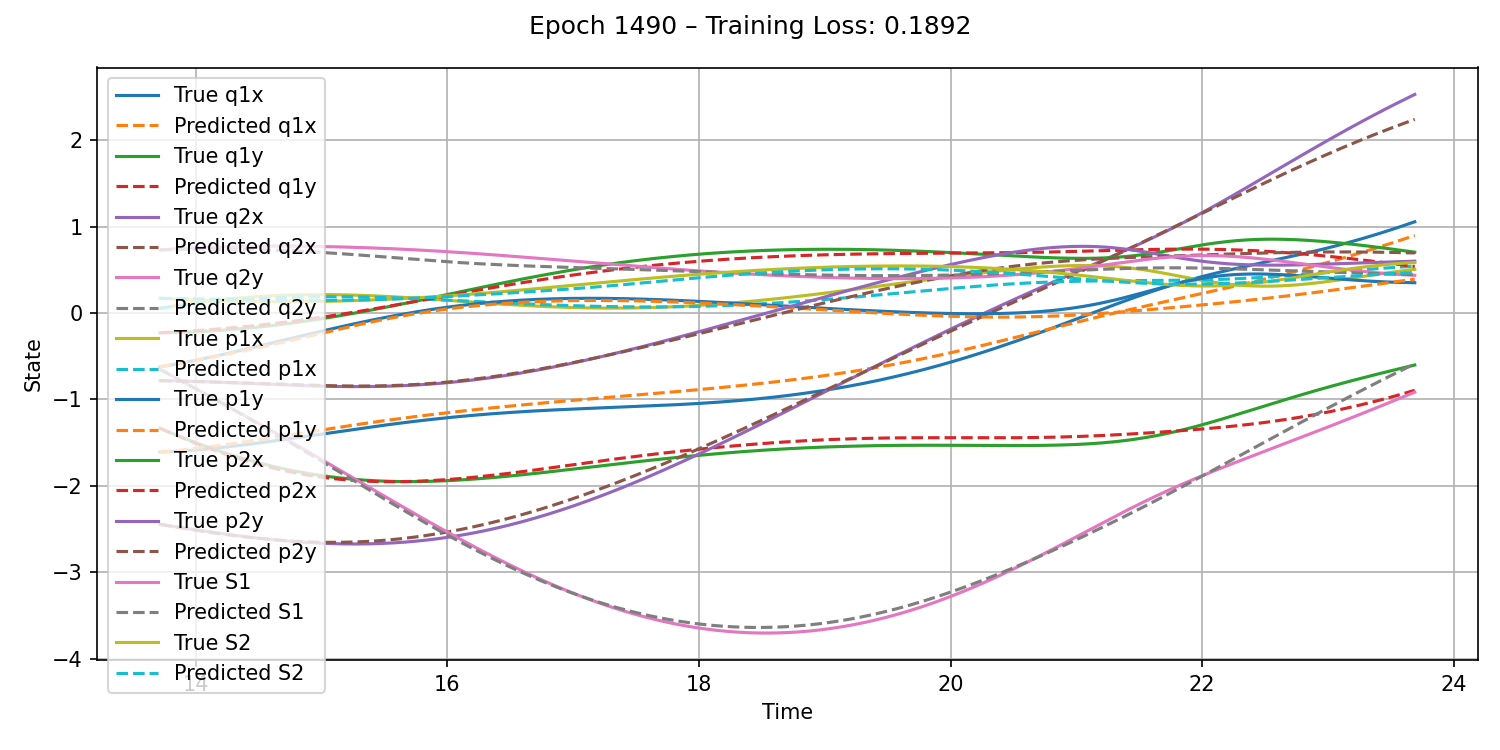 Epoch 1490 – Training Loss: 0.1892
True q1x
Predicted q1x
True q1y
Predicted q1y
True q2x
Predicted q2x
True q2y
Predicted q2y
True p1x
Predicted p1x
True p1y
Predicted p1y
True p2x
Predicted p2x
True p2y
Predicted p2y
True S1
Predicted S1
True S2
Predicted S2
State
2
1
0
−1
−2
−3
−4
14 16 18 20 22 24
Time